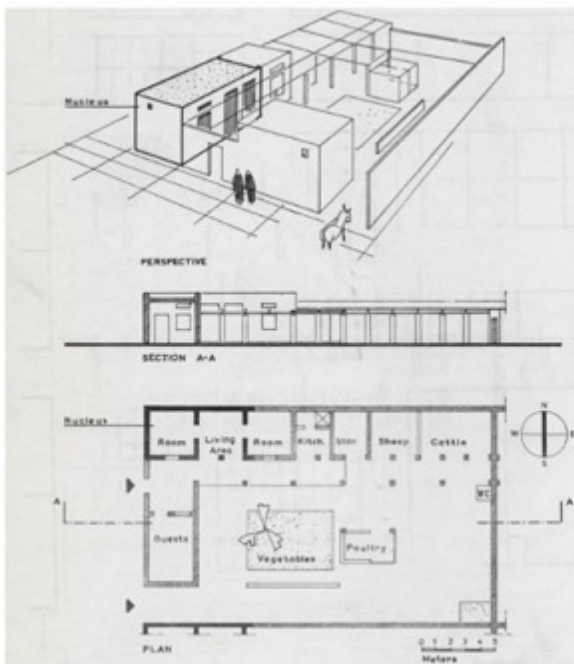 Nucleus
PERSPECTIVE
SECTION A-A
Nucleus
Room
Living
Area
Room
Kitch.
Stor.
Sheep
Cattle
N
W
E
S
WC
A
A
Guests
Vegetables
Poultry
PLAN
0 1 2 3 4 5
Meters